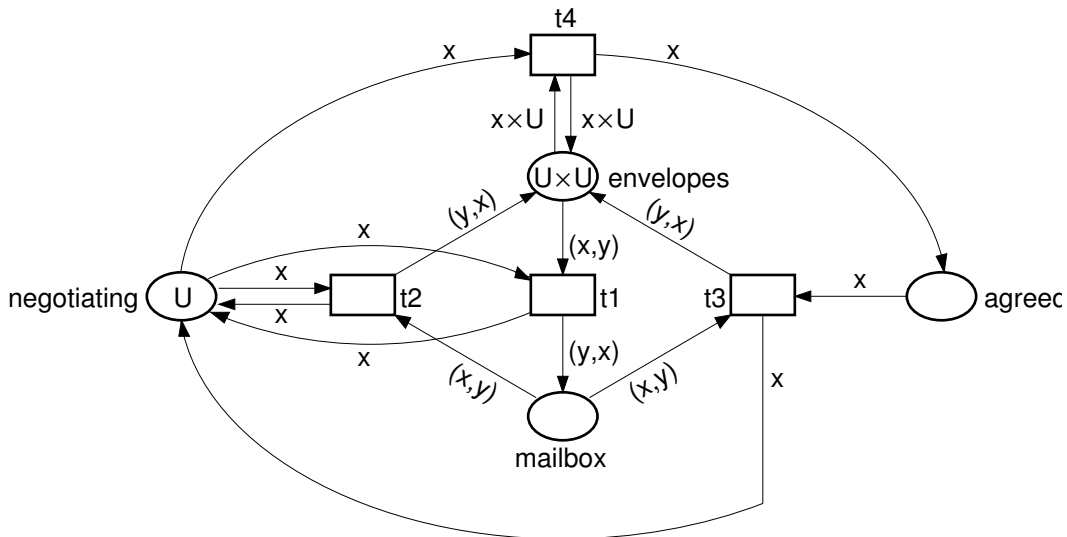 t4
x
x
x×U
x×U
U×U
envelopes
(y,x)
(y,x)
x
(x,y)
x
x
negotiating
U
t2
t1
t3
agreed
x
x
(y,x)
(x,y)
(x,y)
x
mailbox